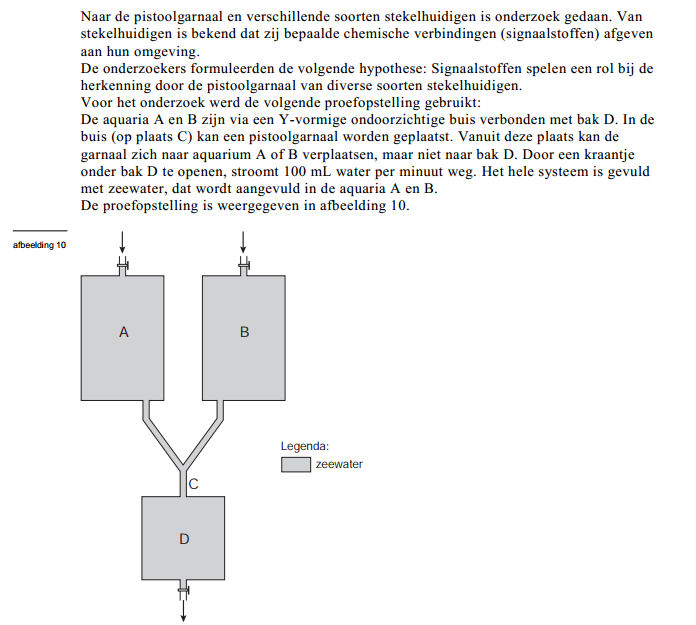 Naar de pistoolgarnaal en verschillende soorten stekelhuidigen is onderzoek gedaan. Van
stekelhuidigen is bekend dat zij bepaalde chemische verbindingen (signaalstoffen) afgeven
aan hun omgeving.
De onderzoekers formuleerden de volgende hypothese: Signaalstoffen spelen een rol bij de
herkenning door de pistoolgarnaal van diverse soorten stekelhuidigen.
Voor het onderzoek werd de volgende proefopstelling gebruikt:
De aquaria A en B zijn via een Y-vormige ondoorzichtige buis verbonden met bak D. In de
buis (op plaats C) kan een pistoolgarnaal worden geplaatst. Vanuit deze plaats kan de
garnaal zich naar aquarium A of B verplaatsen, maar niet naar bak D. Door een kraantje
onder bak D te openen, stroomt 100 mL water per minuut weg. Het hele systeem is gevuld
met zeewater, dat wordt aangevuld in de aquaria A en B.
De proefopstelling is weergegeven in afbeelding 10.
afbeelding 10
A
B
Legenda:
zeewater
C
D